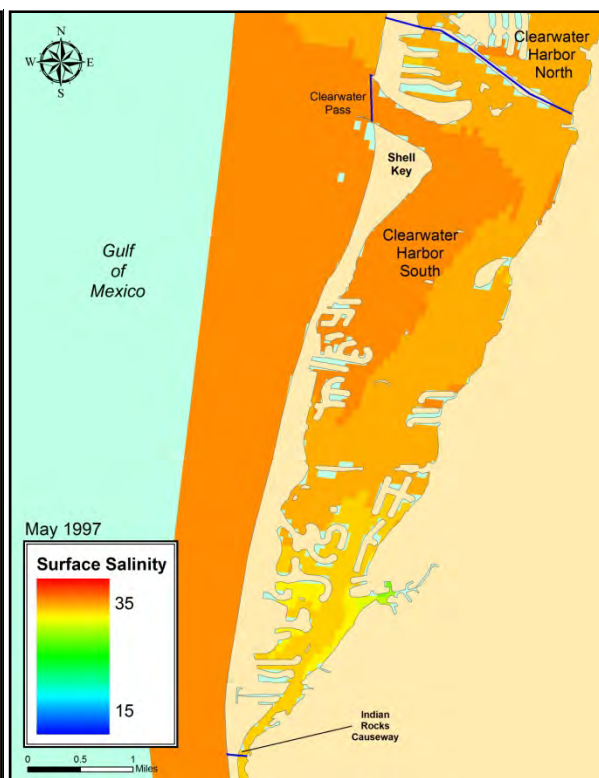 N
W
E
S
Clearwater
Harbor
North
Clearwater
Pass
Shell
Key
Clearwater
Harbor
South
Gulf
of
Mexico
May 1997
Surface Salinity
35
15
0 0.5 1
Miles
Indian
Rocks
Causeway